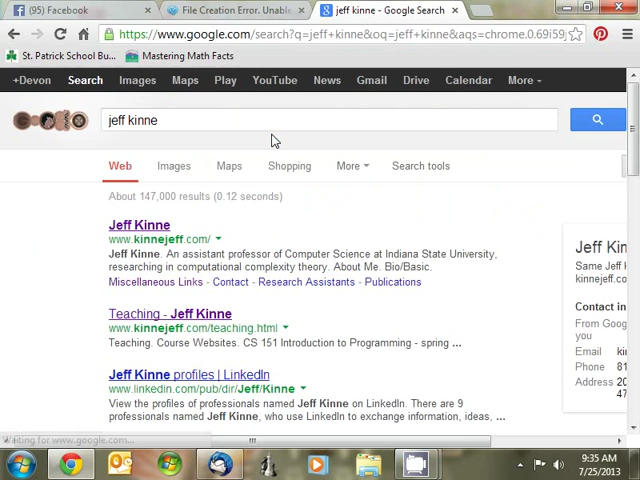 (95) Facebook
File Creation Error. Unable
jeff kinne - Google Search
https://www.google.com/search?q=jeff+kinne&oq=jeff+kinne&aqs=chrome.0.69i59j
St. Patrick School Bu...
Mastering Math Facts
+Devon Search Images Maps Play YouTube News Gmail Drive Calendar More
jeff kinne
Web Images Maps Shopping More Search tools
About 147,000 results (0.12 seconds)
Jeff Kinne
www.kinnejeff.com/
Jeff Kinne. An assistant professor of Computer Science at Indiana State University,
researching in computational complexity theory. About Me. Bio/Basic.
Miscellaneous Links - Contact - Research Assistants - Publications
Teaching - Jeff Kinne
www.kinnejeff.com/teaching.html
Teaching. Course Websites. CS 151 Introduction to Programming - spring ...
Jeff Kinne profiles | LinkedIn
www.linkedin.com/pub/dir/Jeff/Kinne
View the profiles of professionals named Jeff Kinne on LinkedIn. There are 9
professionals named Jeff Kinne, who use LinkedIn to exchange information, ideas, ...
Jeff Kin
Same Jeff K
kinnejeff.co
Contact in
From Goog
you
Email kin
Phone 81
Address 20
47
Waiting for www.google.com...
9:35 AM
7/25/2013